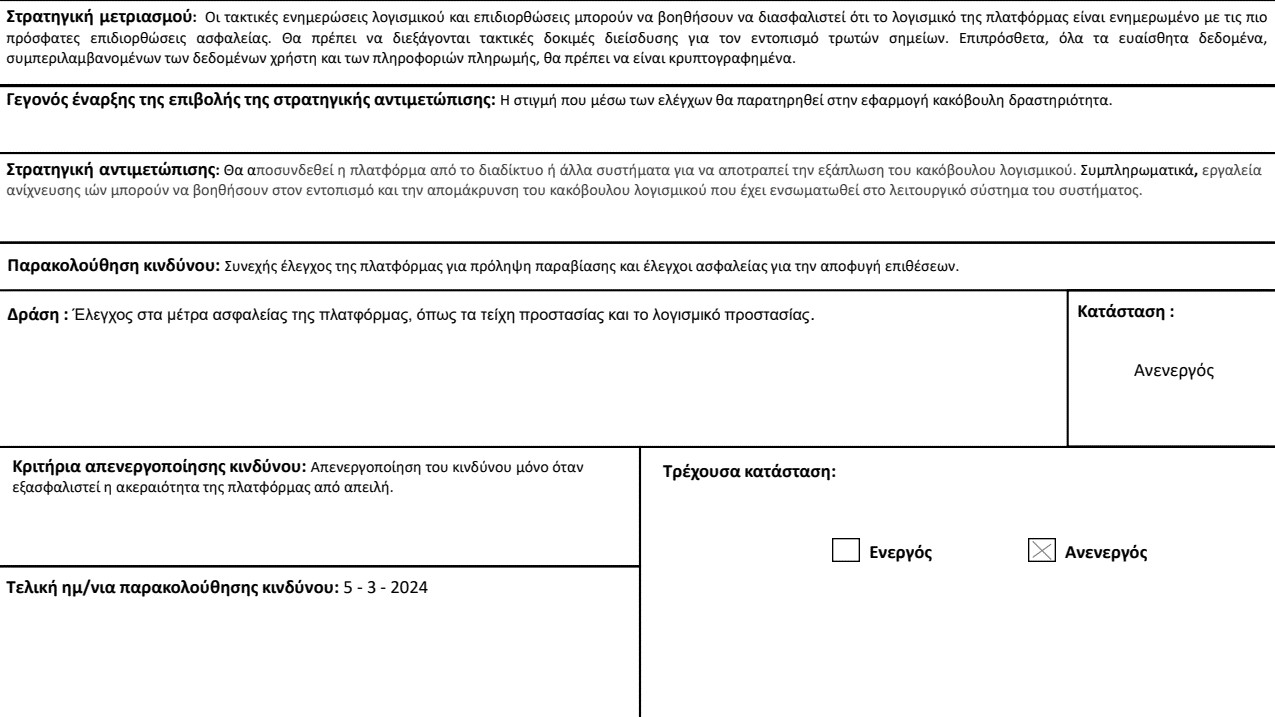 Στρατηγική μετριασμού: Οι τακτικές ενημερώσεις λογισμικού και επιδιορθώσεις μπορούν να βοηθήσουν να διασφαλιστεί ότι το λογισμικό της πλατφόρμας είναι ενημερωμένο με τις πιο
πρόσφατες επιδιορθώσεις ασφαλείας. Θα πρέπει να διεξάγονται τακτικές δοκιμές διείσδυσης για τον εντοπισμό τρωτών σημείων. Επιπρόσθετα, όλα τα ευαίσθητα δεδομένα,
συμπεριλαμβανομένων των δεδομένων χρήστη και των πληροφοριών πληρωμής, θα πρέπει να είναι κρυπτογραφημένα.
Γεγονός έναρξης της επιβολής της στρατηγικής αντιμετώπισης: Η στιγμή που μέσω των ελέγχων θα παρατηρηθεί στην εφαρμογή κακόβουλη δραστηριότητα.
Στρατηγική αντιμετώπισης: Θα αποσυνδεθεί η πλατφόρμα από το διαδίκτυο ή άλλα συστήματα για να αποτραπεί την εξάπλωση του κακόβουλου λογισμικού. Συμπληρωματικά, εργαλεία
ανίχνευσης ιών μπορούν να βοηθήσουν στον εντοπισμό και την απομάκρυνση του κακόβουλου λογισμικού που έχει ενσωματωθεί στο λειτουργικό σύστημα του συστήματος.
Παρακολούθηση κινδύνου: Συνεχής έλεγχος της πλατφόρμας για πρόληψη παραβίασης και έλεγχοι ασφαλείας για την αποφυγή επιθέσεων.
Δράση : Έλεγχος στα μέτρα ασφαλείας της πλατφόρμας, όπως τα τείχη προστασίας και το λογισμικό προστασίας.
Κατάσταση :
Ανενεργός
Κριτήρια απενεργοποίησης κινδύνου: Απενεργοποίηση του κινδύνου μόνο όταν
εξασφαλιστεί η ακεραιότητα της πλατφόρμας από απειλή.
Τρέχουσα κατάσταση:
Ενεργός Ανενεργός
Τελική ημ/νια παρακολούθησης κινδύνου: 5 - 3 - 2024